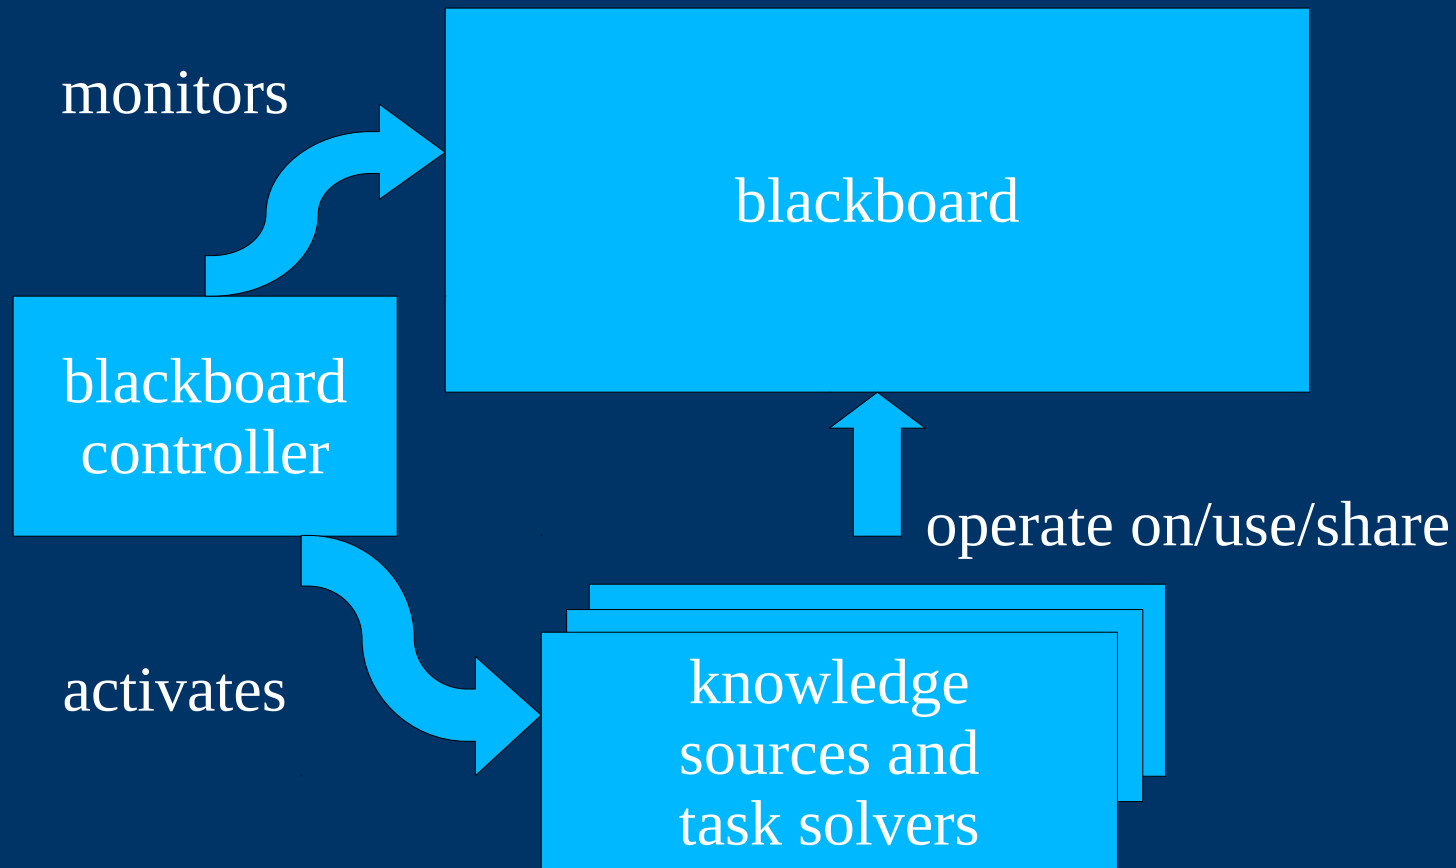 monitors
blackboard
blackboard
controller
operate on/use/share
activates
knowledge
sources and
task solvers